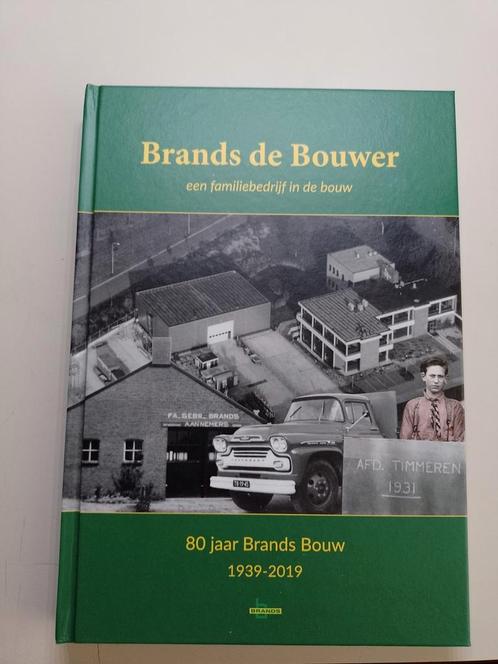 Brands de Bouwer
een familiebedrijf in de bouw
FA. GEBR. BRANDS
AANNEMERS
CHEVROLET
AFD. TIMMEREN
1931
80 jaar Brands Bouw
1939-2019
BRANDS